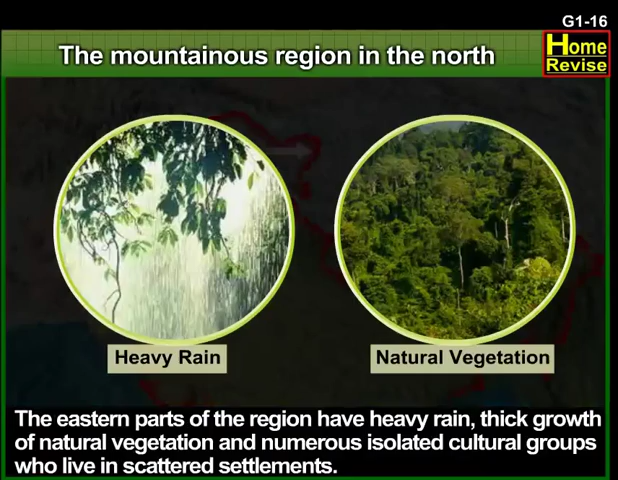 G1-16
The mountainous region in the north
Home
Revise
Heavy Rain
Natural Vegetation
The eastern parts of the region have heavy rain, thick growth
of natural vegetation and numerous isolated cultural groups
who live in scattered settlements.